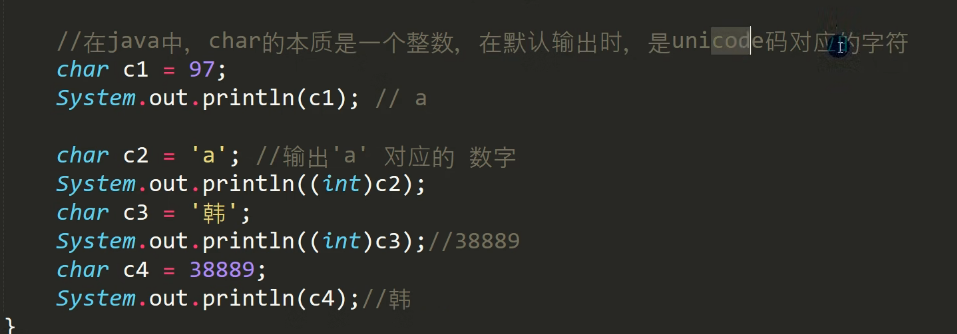 //在java中, char的本质是一个整数, 在默认输出时, 是unicode码对应的字符
char c1 = 97;
System.out.println(c1); // a
char c2 = 'a'; //输出'a' 对应的 数字
System.out.println((int)c2);
char c3 = '韩';
System.out.println((int)c3);//38889
char c4 = 38889;
System.out.println(c4);//韩
}